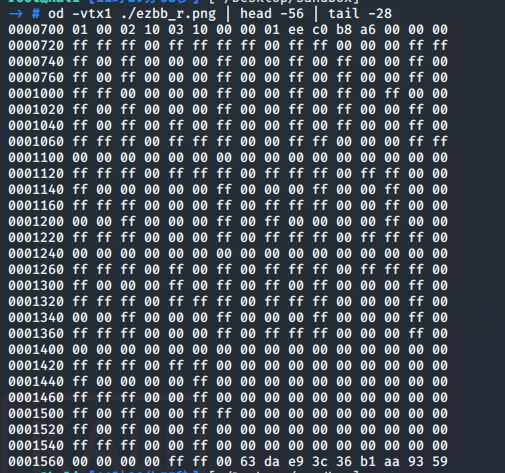 → # od -vtx1 ./ezbb_r.png | head -56 | tail -28
0000700 01 00 02 10 03 10 00 00 01 ee c0 b8 a6 00 00 00
0000720 ff ff ff ff ff ff ff 00 ff ff ff 00 00 00 ff ff
0000740 ff 00 ff 00 00 00 ff 00 00 00 ff 00 ff 00 ff 00
0000760 ff 00 ff 00 00 00 ff 00 00 00 ff 00 ff 00 ff 00
0001000 ff ff 00 00 00 00 ff 00 00 00 ff 00 ff 00 ff 00
0001020 ff 00 ff 00 00 00 ff 00 00 00 ff 00 ff 00 ff 00
0001040 ff 00 ff 00 ff 00 ff 00 00 00 ff 00 ff 00 ff 00
0001060 ff ff ff 00 ff ff ff 00 ff ff ff 00 00 00 ff ff
0001100 00 00 00 00 00 00 00 00 00 00 00 00 00 00 00 00
0001120 ff ff ff 00 ff ff ff 00 ff ff ff 00 ff ff 00 00
0001140 ff 00 ff 00 00 00 ff 00 ff 00 ff 00 00 ff 00 00
0001160 ff ff ff 00 00 00 ff 00 ff ff ff 00 00 ff 00 00
0001200 00 00 ff 00 00 00 ff 00 ff 00 00 00 00 ff 00 00
0001220 ff ff ff 00 00 00 ff 00 ff ff ff 00 ff ff ff 00
0001240 00 00 00 00 00 00 00 00 00 00 00 00 00 00 00 00
0001260 ff ff ff 00 ff 00 ff 00 ff ff ff 00 ff ff ff 00
0001300 ff 00 00 00 ff 00 ff 00 ff 00 00 00 00 00 ff 00
0001320 ff ff ff 00 ff ff ff 00 ff ff ff 00 00 00 ff 00
0001340 00 00 ff 00 00 00 ff 00 ff 00 ff 00 00 00 ff 00
0001360 ff ff ff 00 00 00 ff 00 ff ff ff 00 00 00 ff 00
0001400 00 00 00 00 00 00 00 00 00 00 00 00 00 00 00 00
0001420 ff ff ff 00 ff ff 00 00 00 00 00 00 00 00 00 00
0001440 ff 00 00 00 00 ff 00 00 00 00 00 00 00 00 00 00
0001460 ff ff ff 00 00 ff 00 00 00 00 00 00 00 00 00 00
0001500 ff 00 ff 00 00 ff ff 00 00 00 00 00 00 00 00 00
0001520 ff 00 ff 00 00 ff 00 00 00 00 00 00 00 00 00 00
0001540 ff ff ff 00 ff ff 00 00 00 00 00 00 00 00 00 00
0001560 00 00 00 00 ff ff 00 63 da e9 3c 36 b1 aa 93 59